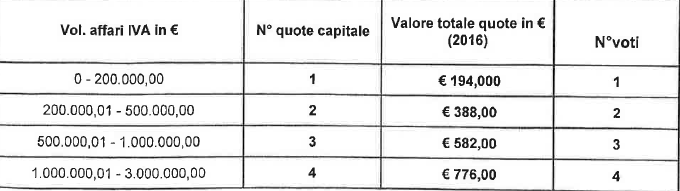 Vol. affari IVA in € N° quote capitale Valore totale quote in € (2016) N°voti
0 - 200.000,00 1 € 194,000 1
200.000,01 - 500.000,00 2 € 388,00 2
500.000,01 - 1.000.000,00 3 € 582,00 3
1.000.000,01 - 3.000.000,00 4 € 776,00 4